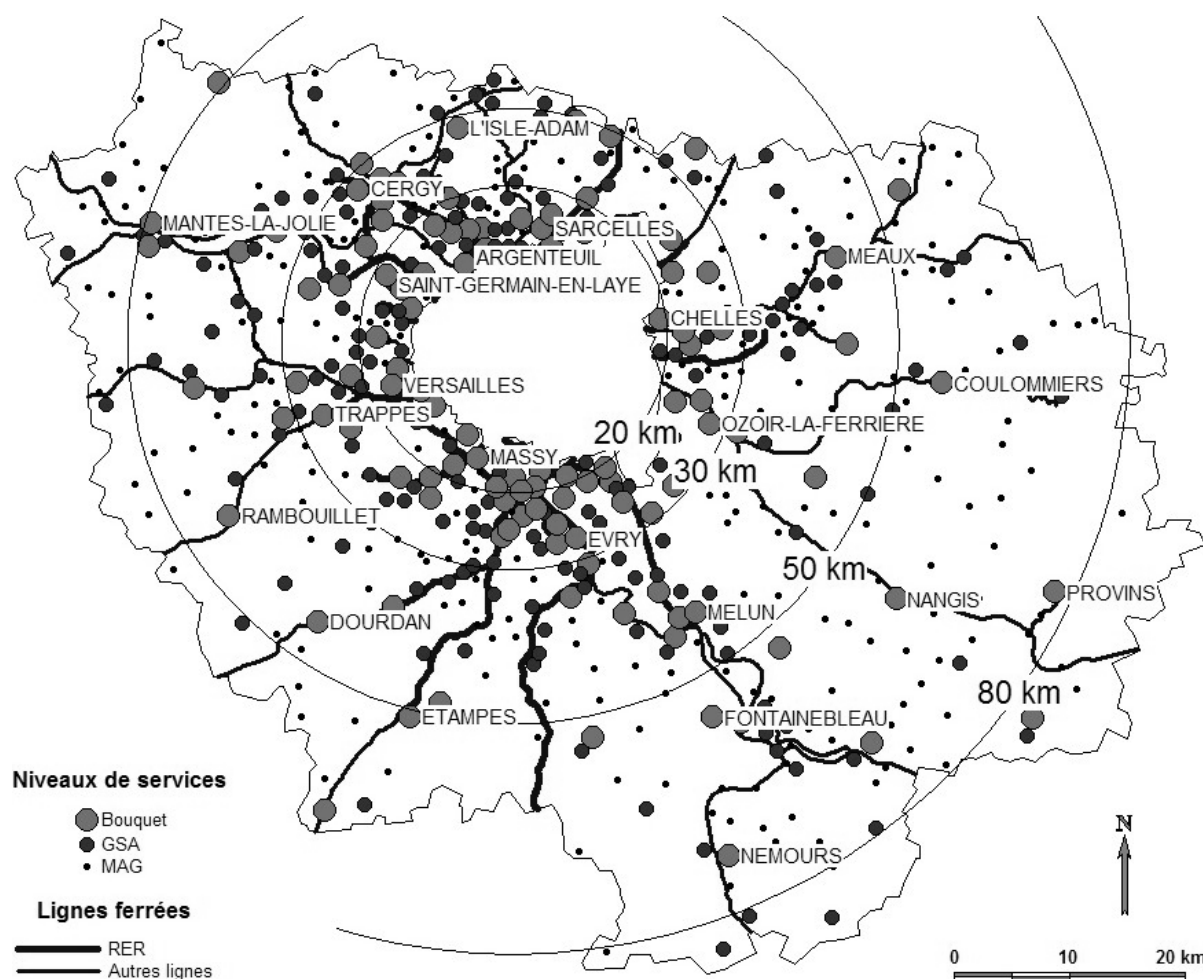 L'ISLE-ADAM
CERGY
MANTES-LA-JOLIE
SARCELLES
ARGENTEUIL
MEAUX
SAINT-GERMAIN-EN-LAYE
CHELLES
VERSAILLES
COULOMMIERS
TRAPPES
OZOIR-LA-FERRIERE
20 km
MASSY
30 km
RAMBOUILLET
EVRY
50 km
NANGIS
PROVINS
DOURDAN
MELUN
80 km
ETAMPES
FONTAINEBLEAU
Niveaux de services
Bouquet
GSA
MAG
N
NEMOURS
Lignes ferrées
RER
Autres lignes
0 10 20 km